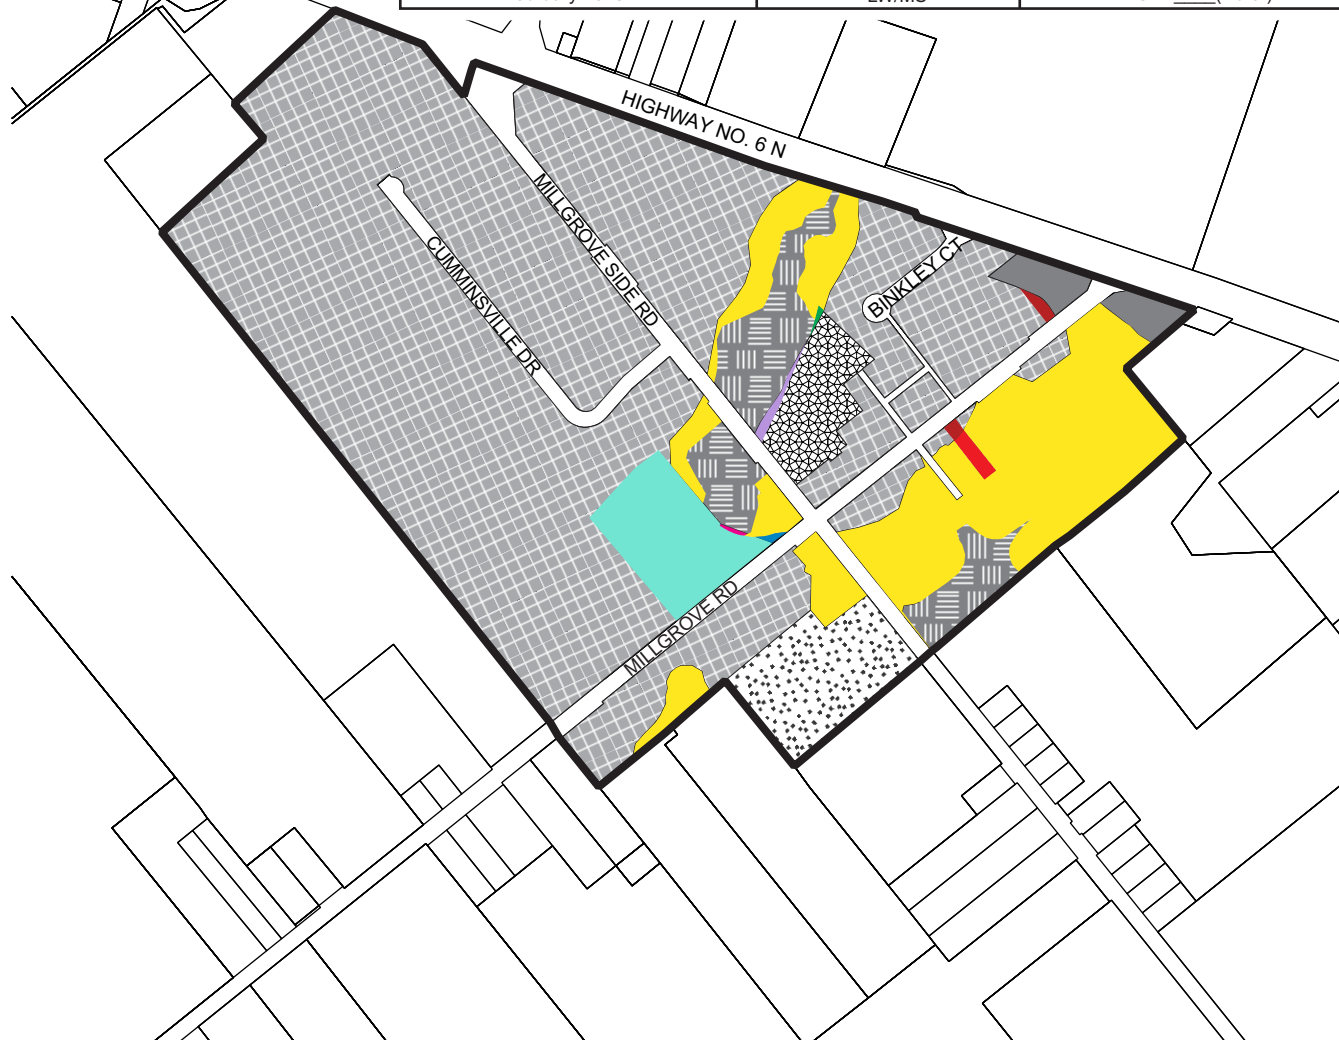 HIGHWAY NO. 6 N
MILLGROVE SIDE RD
BINKLEY CT
CUMMINSVILLE DR
MILLGROVE RD